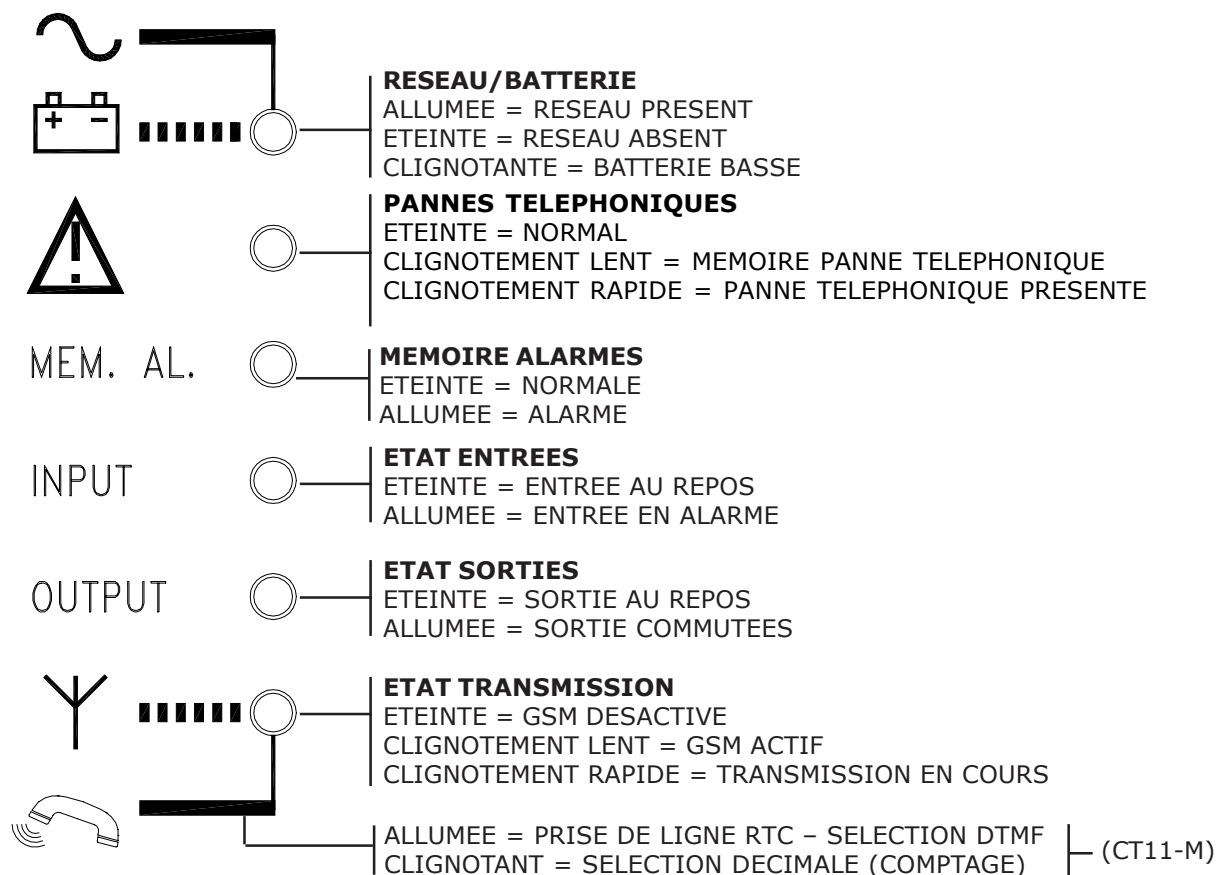 RESEAU/BATTERIE
ALLUMEE = RESEAU PRESENT
ETEINTE = RESEAU ABSENT
CLIGNOTANTE = BATTERIE BASSE
+ -
PANNES TELEPHONIQUES
ETEINTE = NORMAL
CLIGNOTEMENT LENT = MEMOIRE PANNE TELEPHONIQUE
CLIGNOTEMENT RAPIDE = PANNE TELEPHONIQUE PRESENTE
!
MEM. AL.
MEMOIRE ALARMES
ETEINTE = NORMALE
ALLUMEE = ALARME
INPUT
ETAT ENTREES
ETEINTE = ENTREE AU REPOS
ALLUMEE = ENTREE EN ALARME
OUTPUT
ETAT SORTIES
ETEINTE = SORTIE AU REPOS
ALLUMEE = SORTIE COMMUTEES
ETAT TRANSMISSION
ETEINTE = GSM DESACTIVE
CLIGNOTEMENT LENT = GSM ACTIF
CLIGNOTEMENT RAPIDE = TRANSMISSION EN COURS
ALLUMEE = PRISE DE LIGNE RTC – SELECTION DTMF
CLIGNOTANT = SELECTION DECIMALE (COMPTAGE)
(CT11-M)